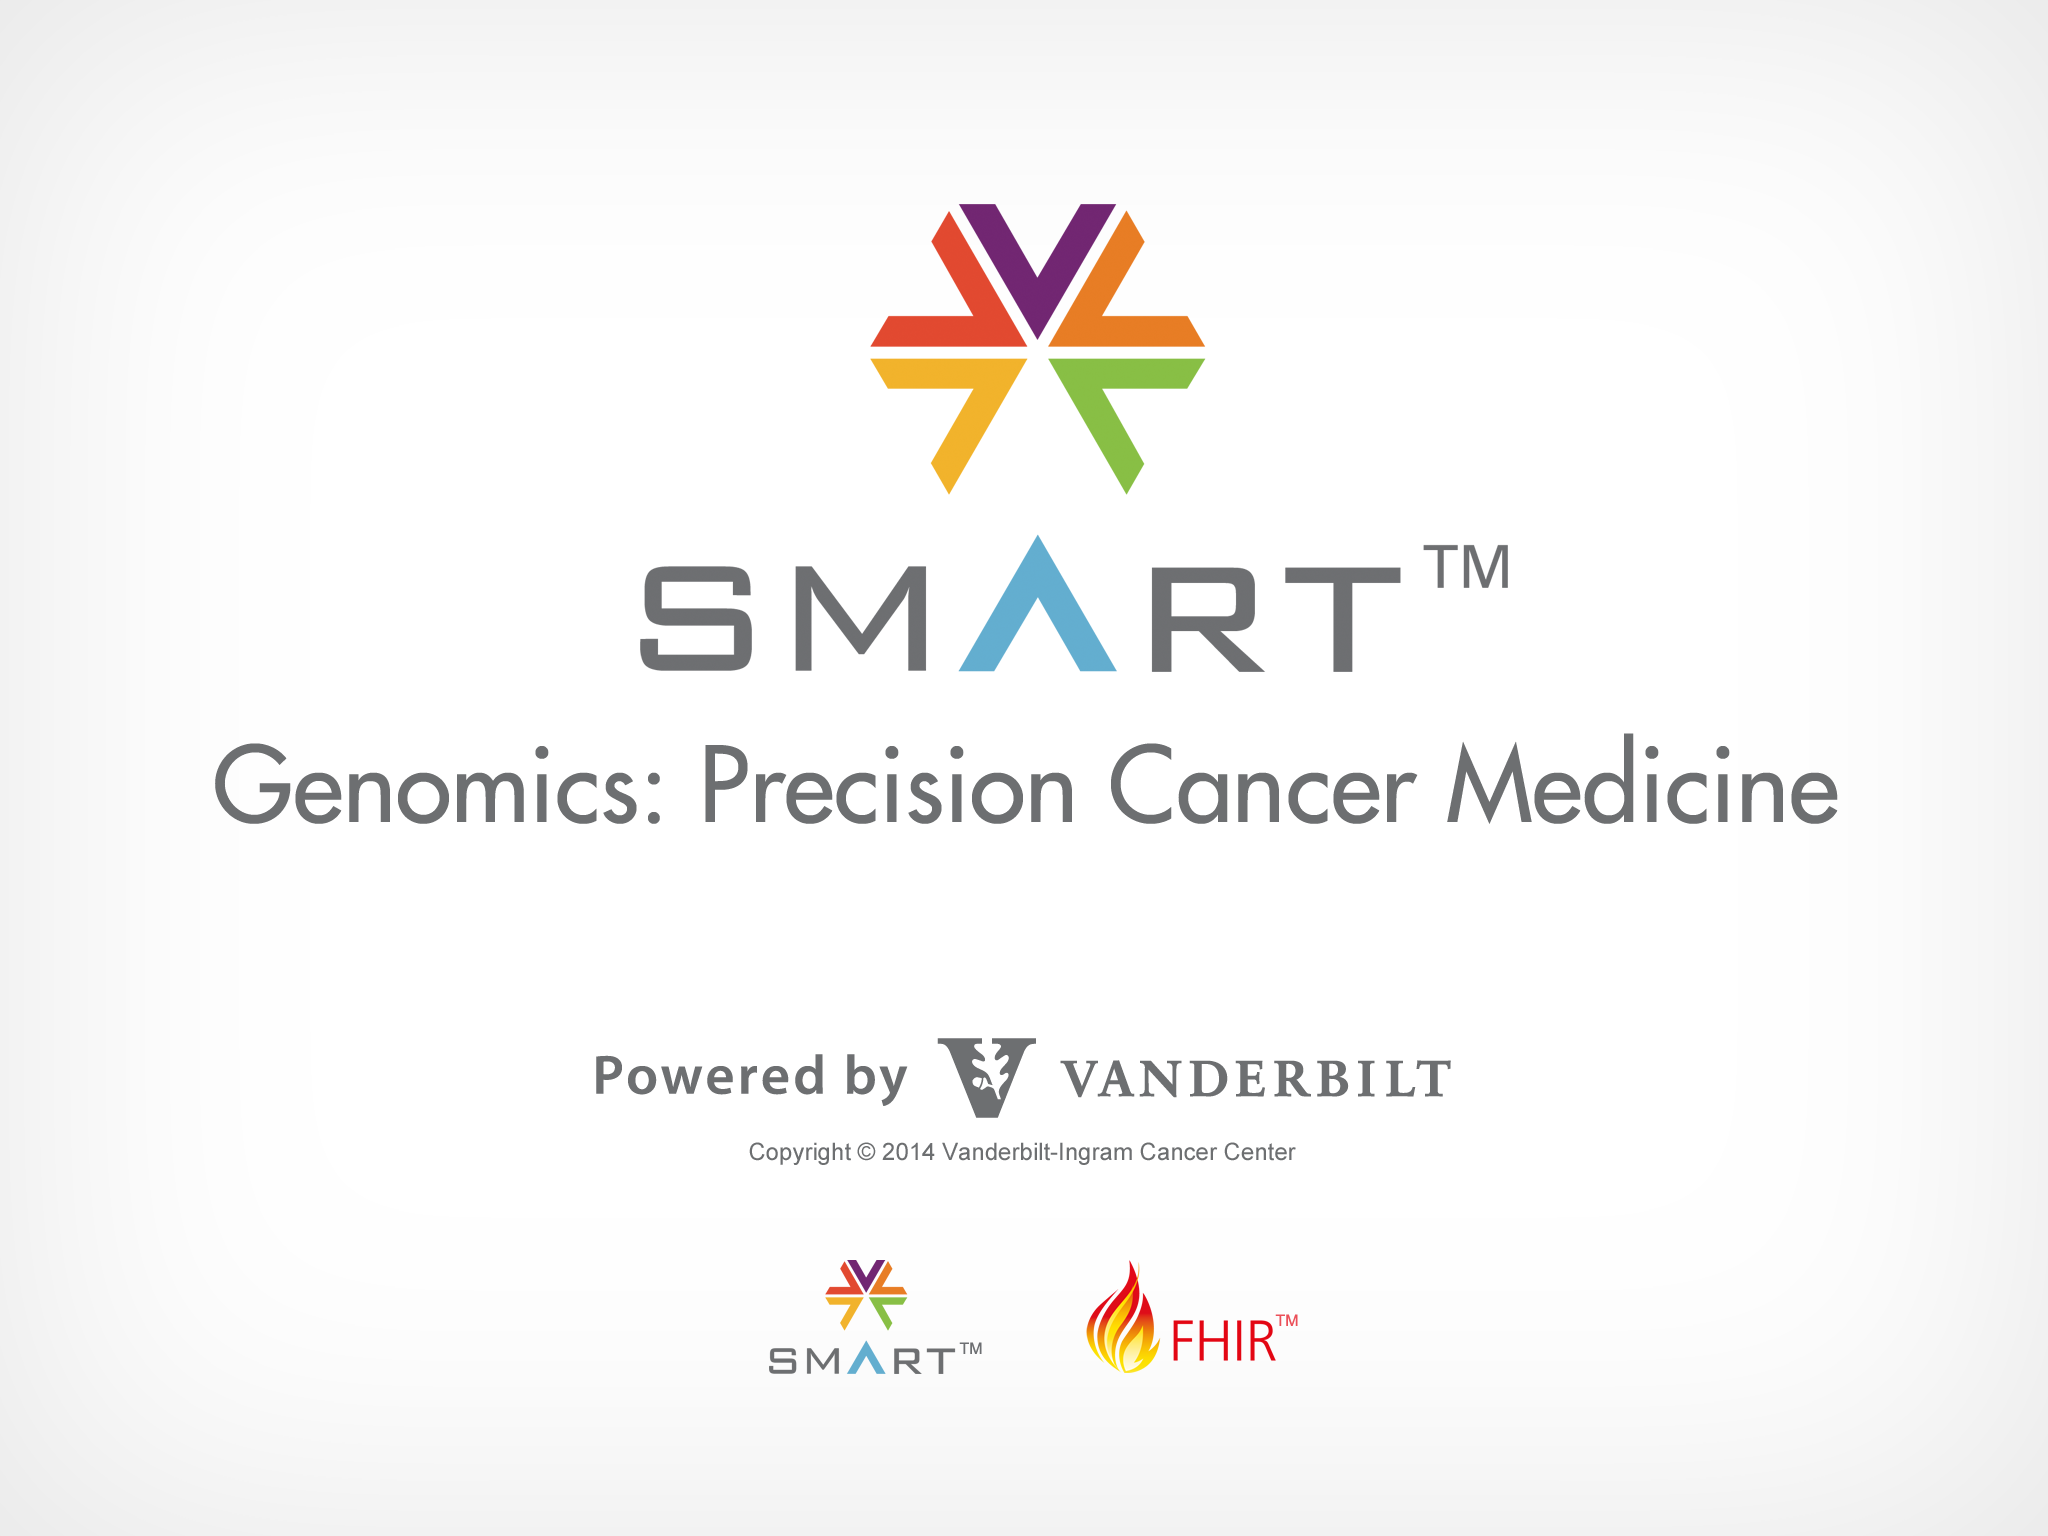 SMART™
Genomics: Precision Cancer Medicine
Powered by V VANDERBILT
Copyright © 2014 Vanderbilt-Ingram Cancer Center
SMART™ FHIR™